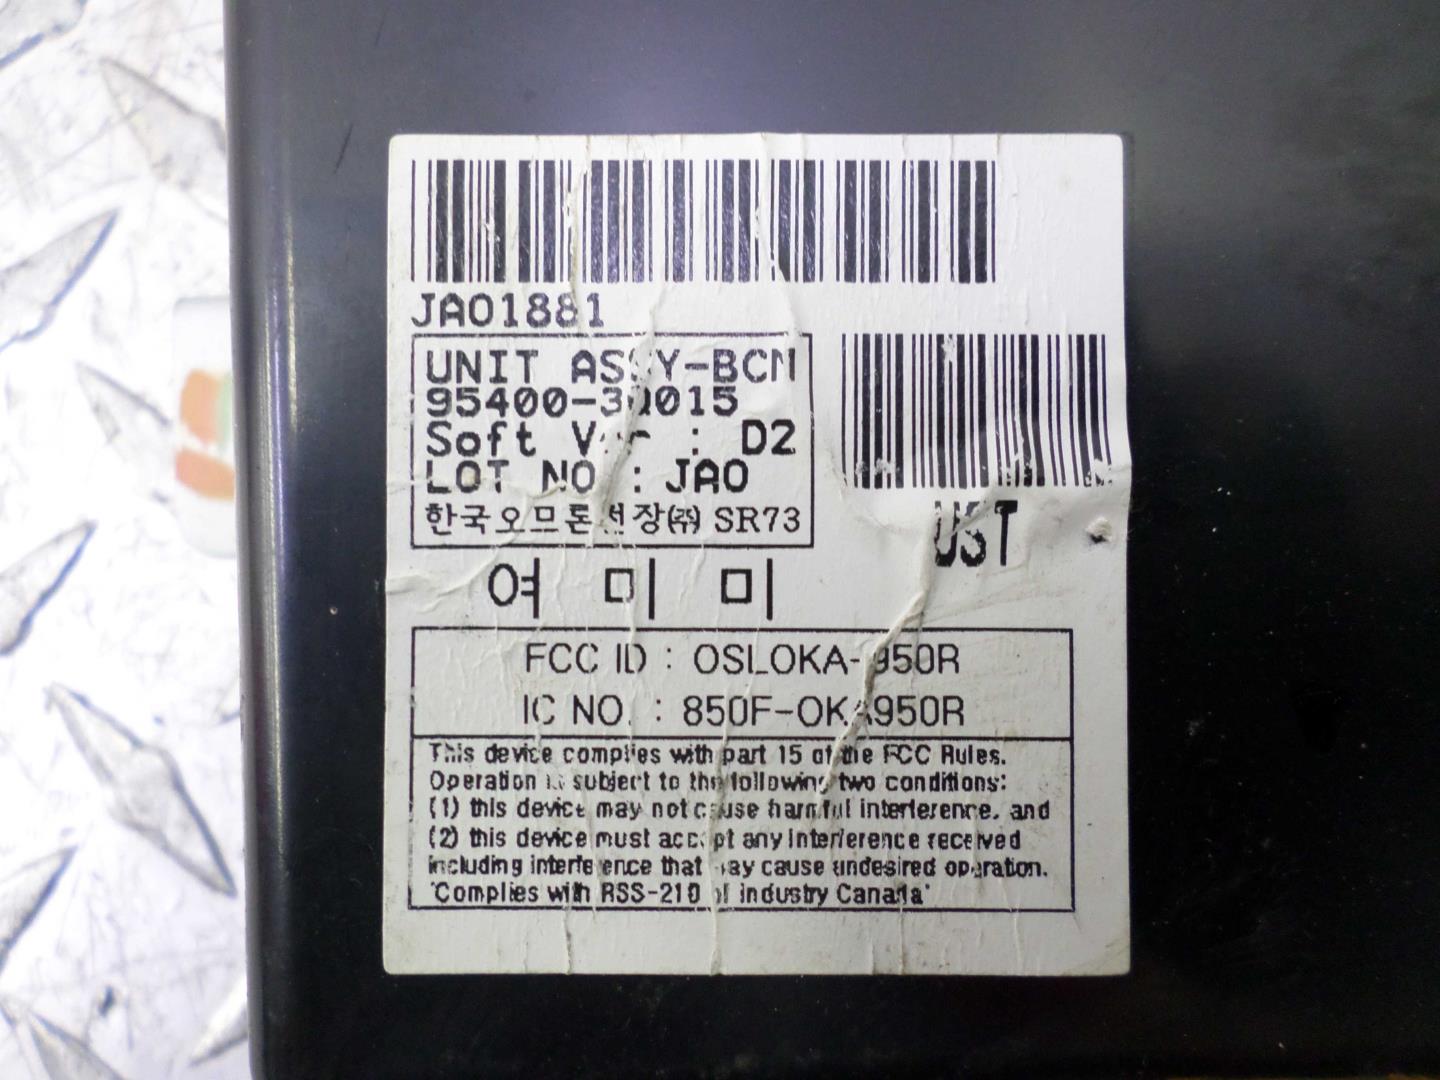 JA01881
UNIT ASSY-BCM
95400-3Q015
Soft Ver : D2
LOT NO : JA0
한국오므론전장㈜ SR73
UST
여 미 미
FCC ID : OSLOKA-950R
IC NO. : 850F-OKA950R
This device complies with part 15 of the FCC Rules.
Operation is subject to the following two conditions:
(1) this device may not cause harmful interference, and
(2) this device must accept any interference received
including interference that may cause undesired operation.
"Complies with RSS-210 of Industry Canada"